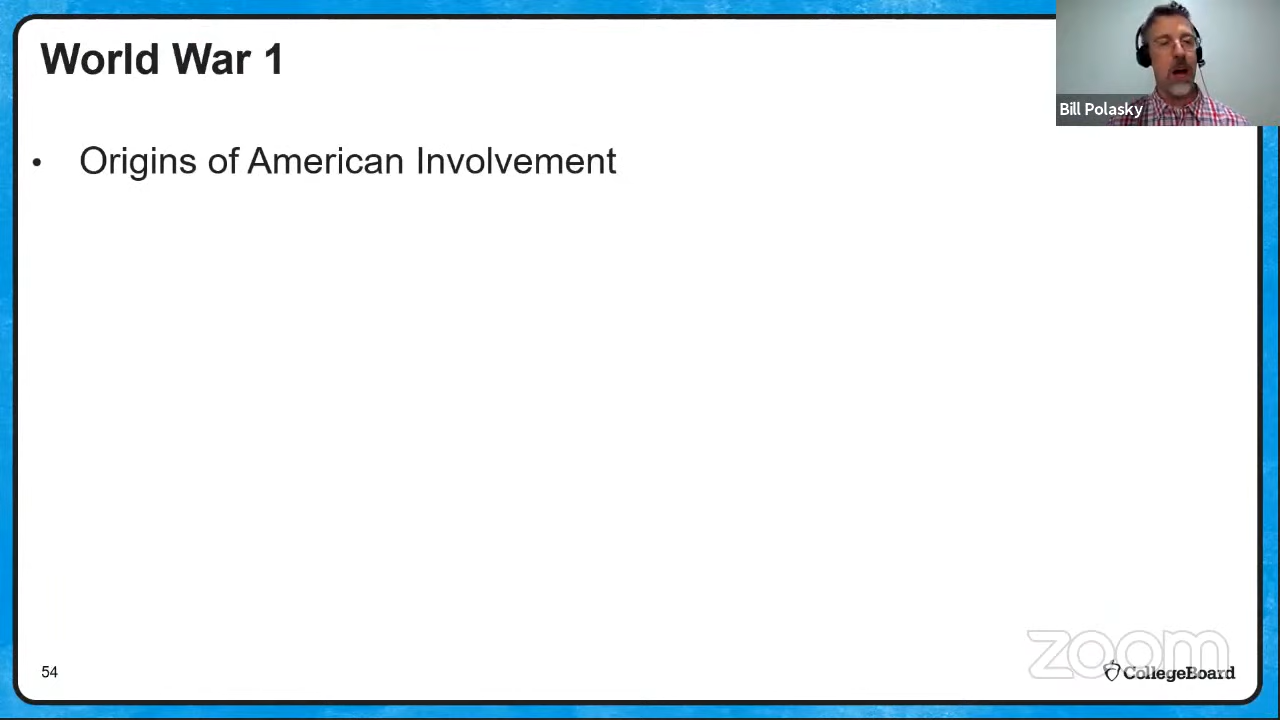 World War 1
Bill Polasky
• Origins of American Involvement
54
zoom
CollegeBoard